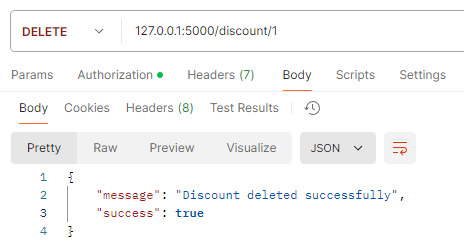 DELETE 127.0.0.1:5000/discount/1
Params Authorization Headers (7) Body Scripts Settings
Body Cookies Headers (8) Test Results
Pretty Raw Preview Visualize JSON
1 {
2 "message": "Discount deleted successfully",
3 "success": true
4 }